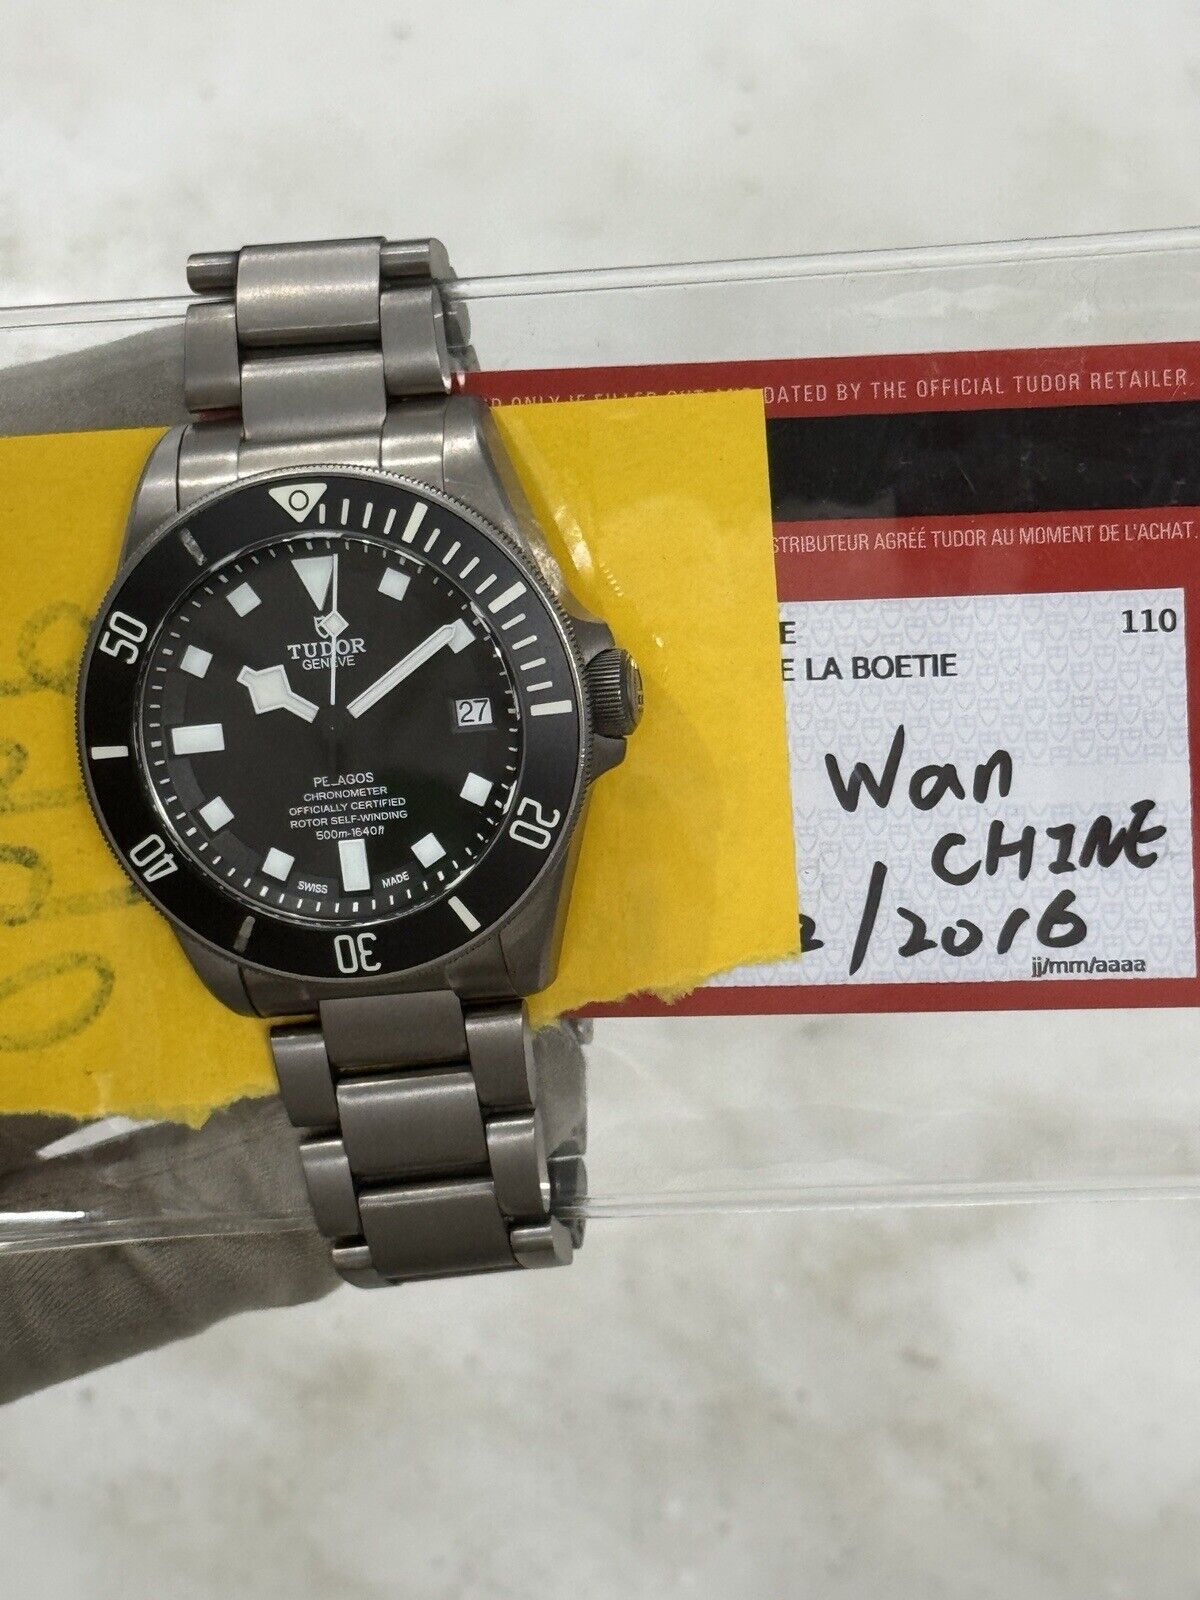 DATED BY THE OFFICIAL TUDOR RETAILER.
STRIBUTEUR AGRÉÉ TUDOR AU MOMENT DE L'ACHAT.
E
110
E LA BOETIE
Wan
CHINE
/2016
jj/mm/aaaa
50
40
30
20
TUDOR
GENEVE
27
PELAGOS
CHRONOMETER
OFFICIALLY CERTIFIED
ROTOR SELF-WINDING
500m-1640ft
SWISS MADE